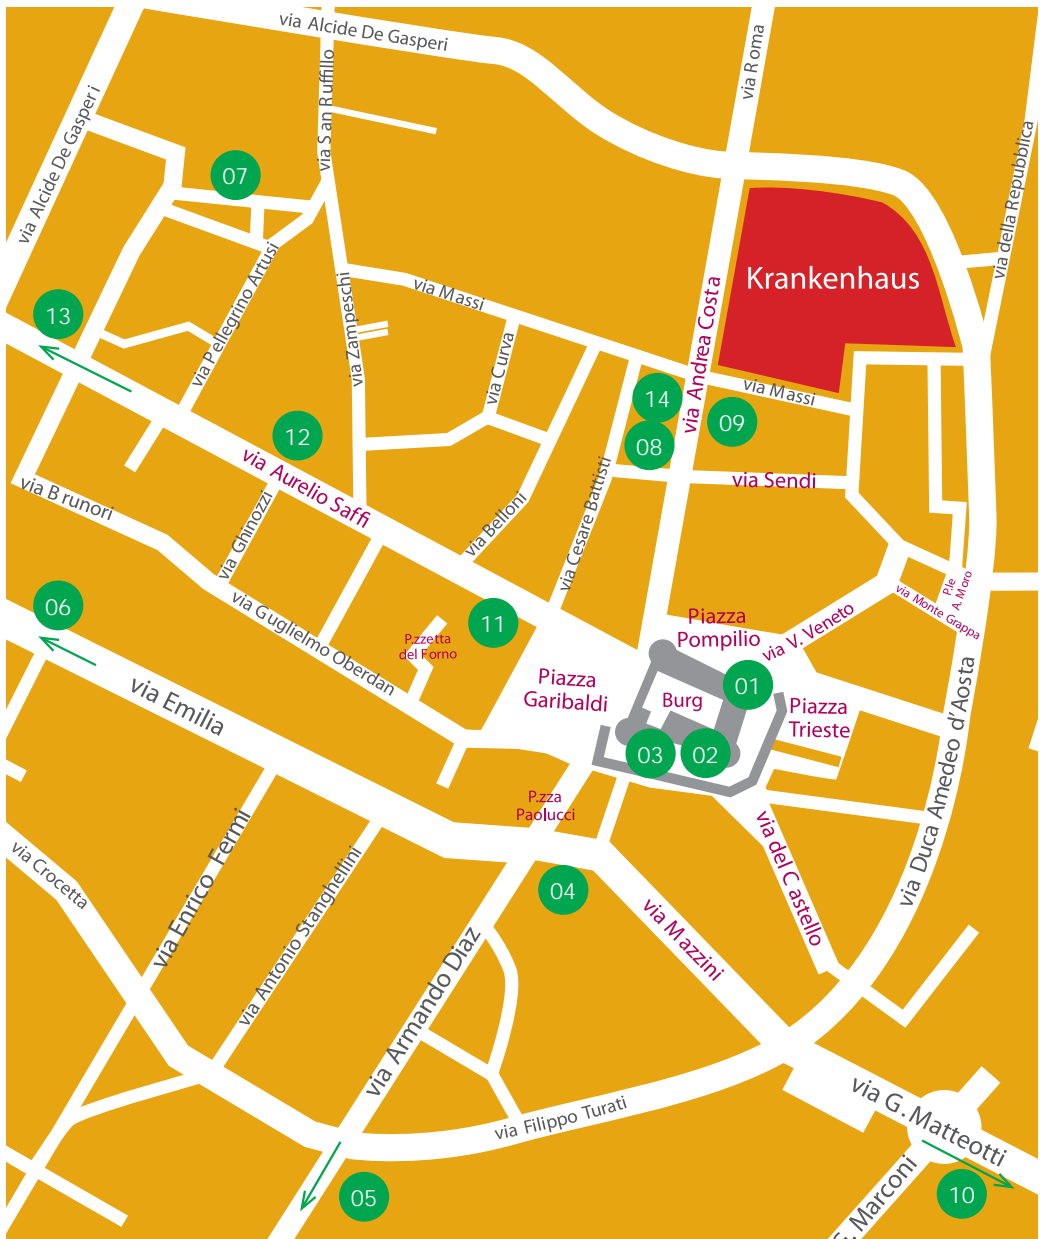 via Alcide De Gasperi
via Roma
via S an Ruffillo
via Alcide De Gasper i
via della Repubblica
07
Krankenhaus
via Pellegrino Artusi
via Massi
13
via Zampeschi
via Andrea Costa
via Curva
via Massi
14
09
12
08
via Aurelio Saffi
via Sendi
via B runori
via Ghinozzi
via Belloni
via Cesare Battisti
P.le
A. Moro
via Monte Grappa
06
via Guglielmo Oberdan
11
Piazza
Pompilio
via V. Veneto
P.zzetta
del Forno
Piazza
Garibaldi
01
Burg
Piazza
Trieste
via Emilia
03
02
via Duca Amedeo d'Aosta
P.zza
Paolucci
via del C astello
via Crocetta
via Enrico Fermi
via Antonio Stanghellini
04
via Mazzini
via Armando Diaz
via Filippo Turati
via G. Matteotti
05
10
. Marconi